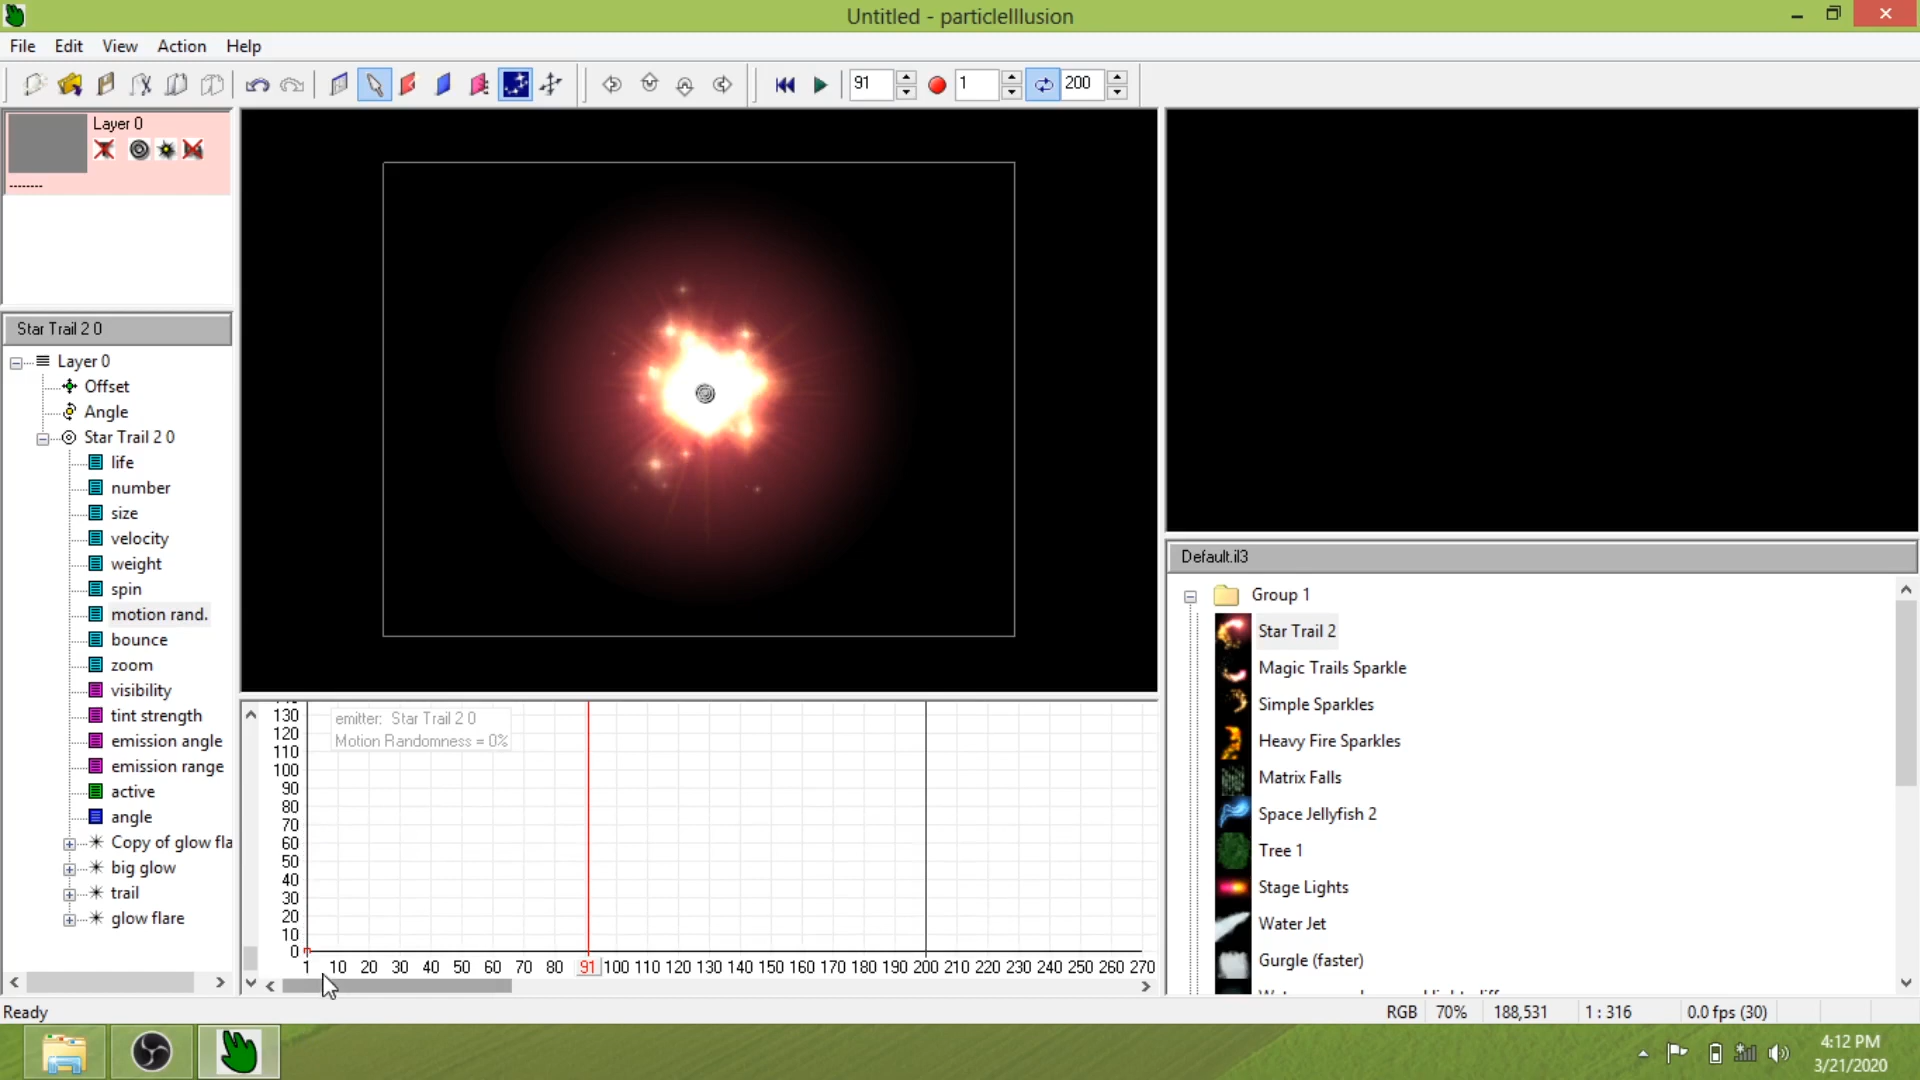 Untitled - particleIllusion
File Edit View Action Help
91 1 200
Layer 0
--------
Star Trail 2 0
Layer 0
Offset
Angle
Star Trail 2 0
life
number
size
velocity
weight
spin
motion rand.
bounce
zoom
visibility
tint strength
emission angle
emission range
active
angle
Copy of glow fla
big glow
trail
glow flare
emitter: Star Trail 2 0
Motion Randomness = 0%
130
120
110
100
90
80
70
60
50
40
30
20
10
0
1 10 20 30 40 50 60 70 80 91 100 110 120 130 140 150 160 170 180 190 200 210 220 230 240 250 260 270
Default.il3
Group 1
Star Trail 2
Magic Trails Sparkle
Simple Sparkles
Heavy Fire Sparkles
Matrix Falls
Space Jellyfish 2
Tree 1
Stage Lights
Water Jet
Gurgle (faster)
Ready RGB 70% 188,531 1 : 316 0.0 fps (30)
4:12 PM
3/21/2020